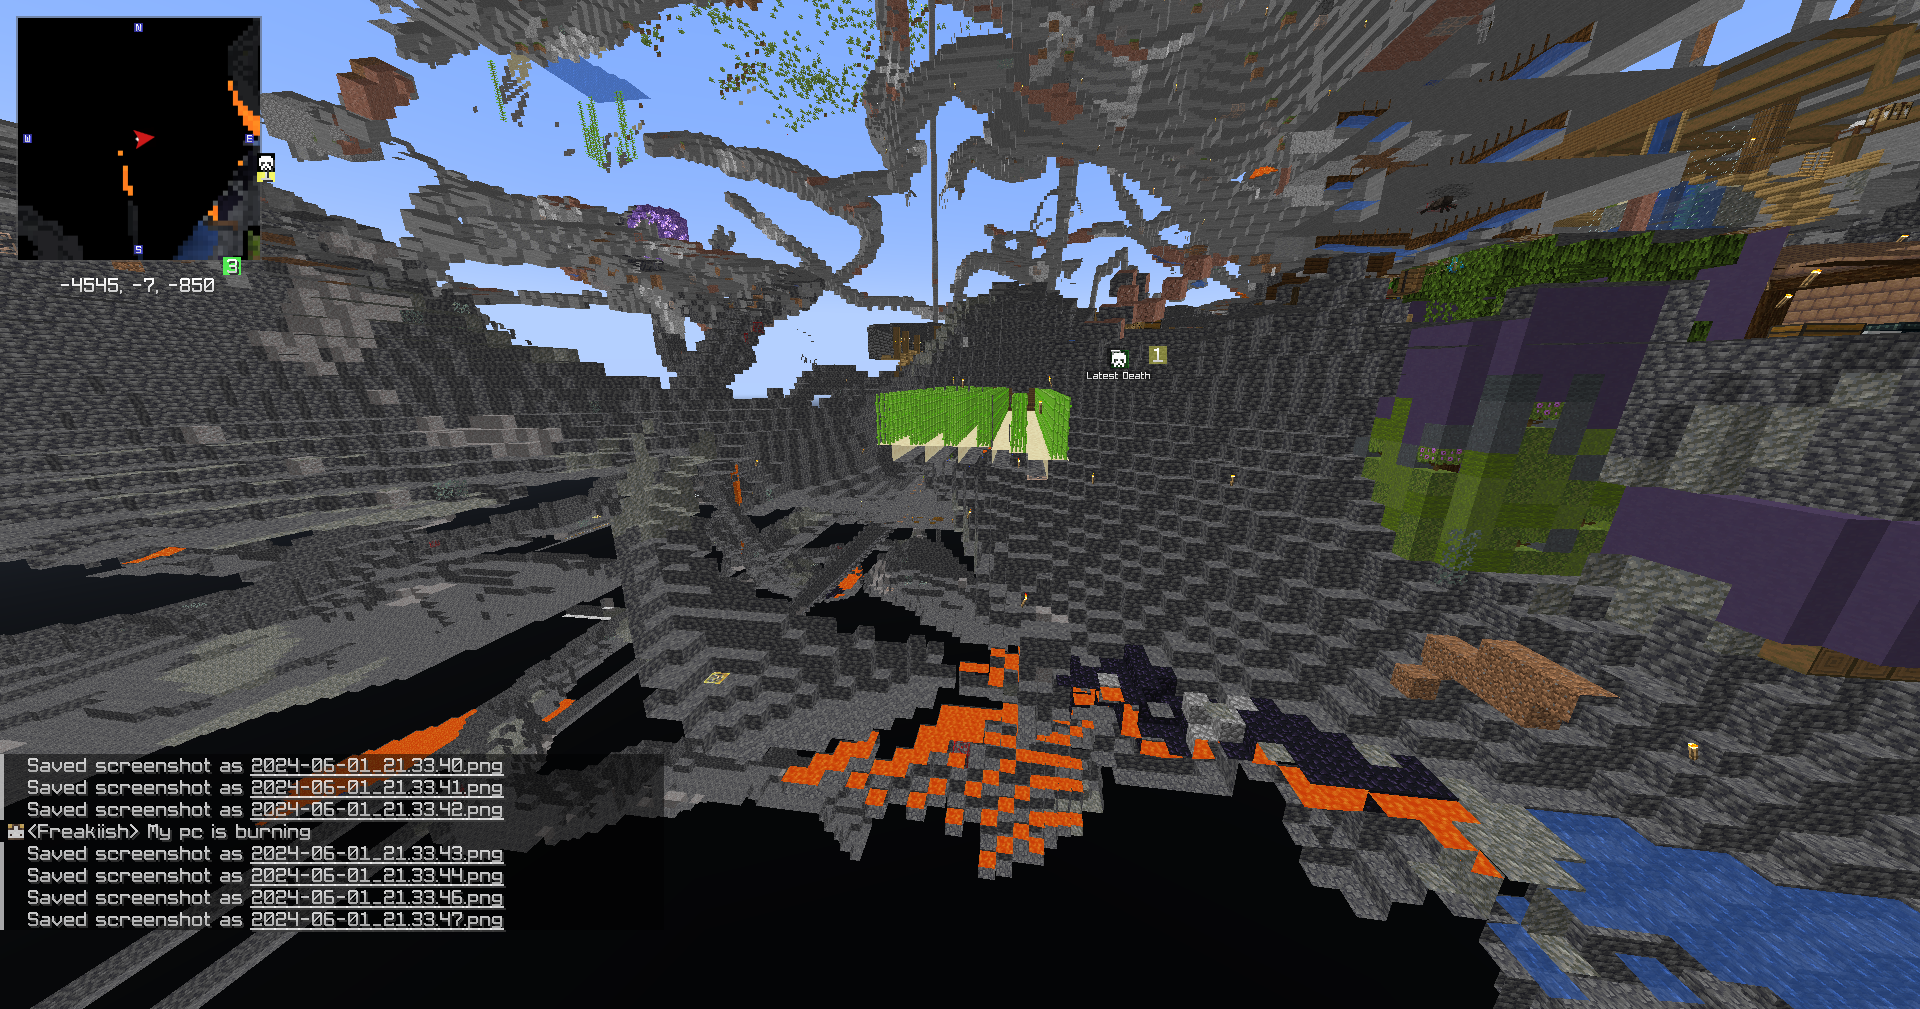 N
W
E
S
3
-4545, -7, -850
1
Latest Death
Saved screenshot as 2024-06-01_21.33.40.png
Saved screenshot as 2024-06-01_21.33.41.png
Saved screenshot as 2024-06-01_21.33.42.png
<Freakiish> My pc is burning
Saved screenshot as 2024-06-01_21.33.43.png
Saved screenshot as 2024-06-01_21.33.44.png
Saved screenshot as 2024-06-01_21.33.46.png
Saved screenshot as 2024-06-01_21.33.47.png